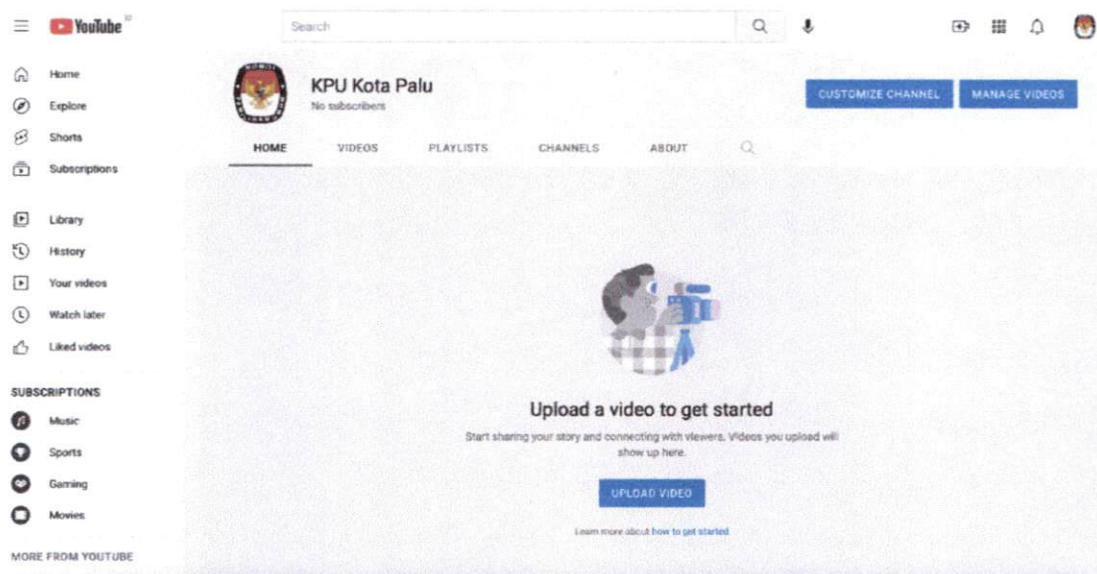 YouTube
Search
Home
Explore
Shorts
Subscriptions
Library
History
Your videos
Watch later
Liked videos
SUBSCRIPTIONS
Music
Sports
Gaming
Movies
MORE FROM YOUTUBE
KPU Kota Palu
No subscribers
CUSTOMIZE CHANNEL
MANAGE VIDEOS
HOME VIDEOS PLAYLISTS CHANNELS ABOUT
Upload a video to get started
Start sharing your story and connecting with viewers. Videos you upload will
show up here.
UPLOAD VIDEO
Learn more about how to get started